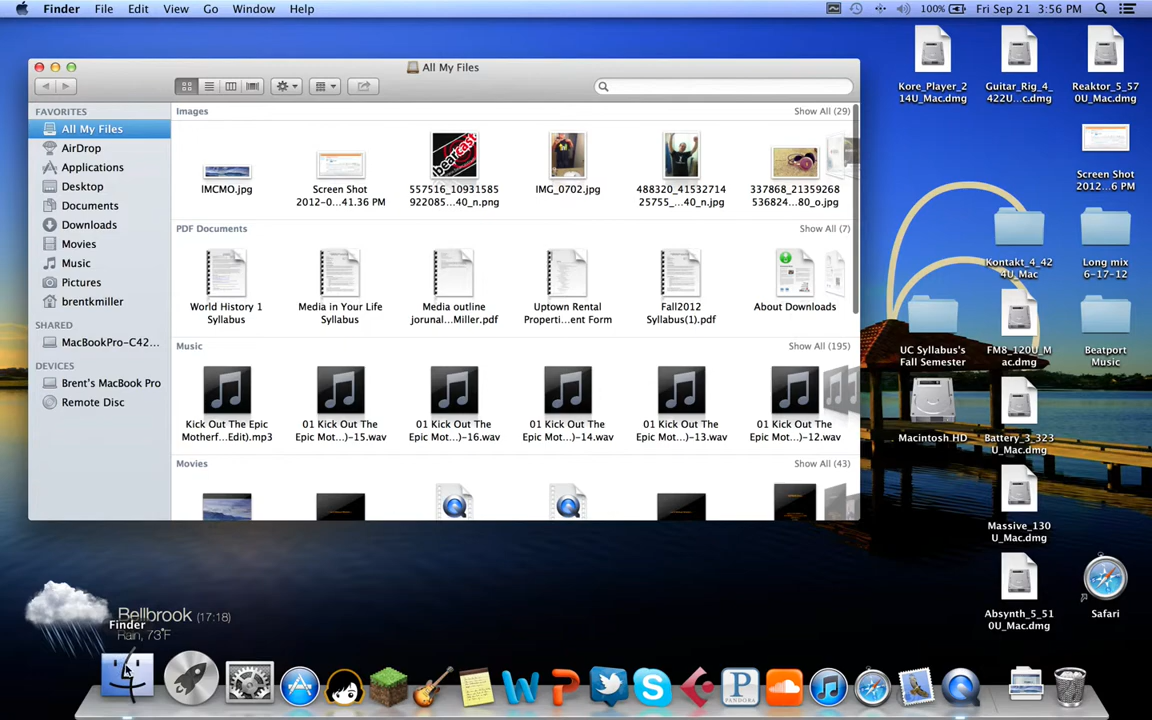 Finder File Edit View Go Window Help
100% Fri Sep 21 3:56 PM
All My Files
FAVORITES
All My Files
AirDrop
Applications
Desktop
Documents
Downloads
Movies
Music
Pictures
brentkmiller
SHARED
MacBookPro-C42...
DEVICES
Brent's MacBook Pro
Remote Disc
Images Show All (29)
IMCMO.jpg
Screen Shot
2012-0...41.36 PM
bearcast
557516_10931585
922085..._40_n.png
IMG_0702.jpg
488320_41532714
25755_..._40_n.jpg
337868_21359268
536824..._80_o.jpg
PDF Documents Show All (7)
World History 1
Syllabus
Media in Your Life
Syllabus
Media outline
jorunal...Miller.pdf
Uptown Rental
Properti...ent Form
Fall2012
Syllabus(1).pdf
About Downloads
Music Show All (195)
Kick Out The Epic
Motherf...Edit).mp3
01 Kick Out The
Epic Mot...)-15.wav
01 Kick Out The
Epic Mot...)-16.wav
01 Kick Out The
Epic Mot...)-14.wav
01 Kick Out The
Epic Mot...)-13.wav
01 Kick Out The
Epic Mot...)-12.wav
Movies Show All (43)
Kore_Player_2
14U_Mac.dmg
Guitar_Rig_4_
422U...c.dmg
Reaktor_5_57
0U_Mac.dmg
Screen Shot
2012...6 PM
Kontakt_4_42
4U_Mac
Long mix
6-17-12
UC Syllabus's
Fall Semester
FM8_120U_M
ac.dmg
Beatport
Music
Macintosh HD
Battery_3_323
U_Mac.dmg
Massive_130
U_Mac.dmg
Absynth_5_51
0U_Mac.dmg
Safari
Bellbrook (17:18)
Finder
Rain, 73°F
PANDORA